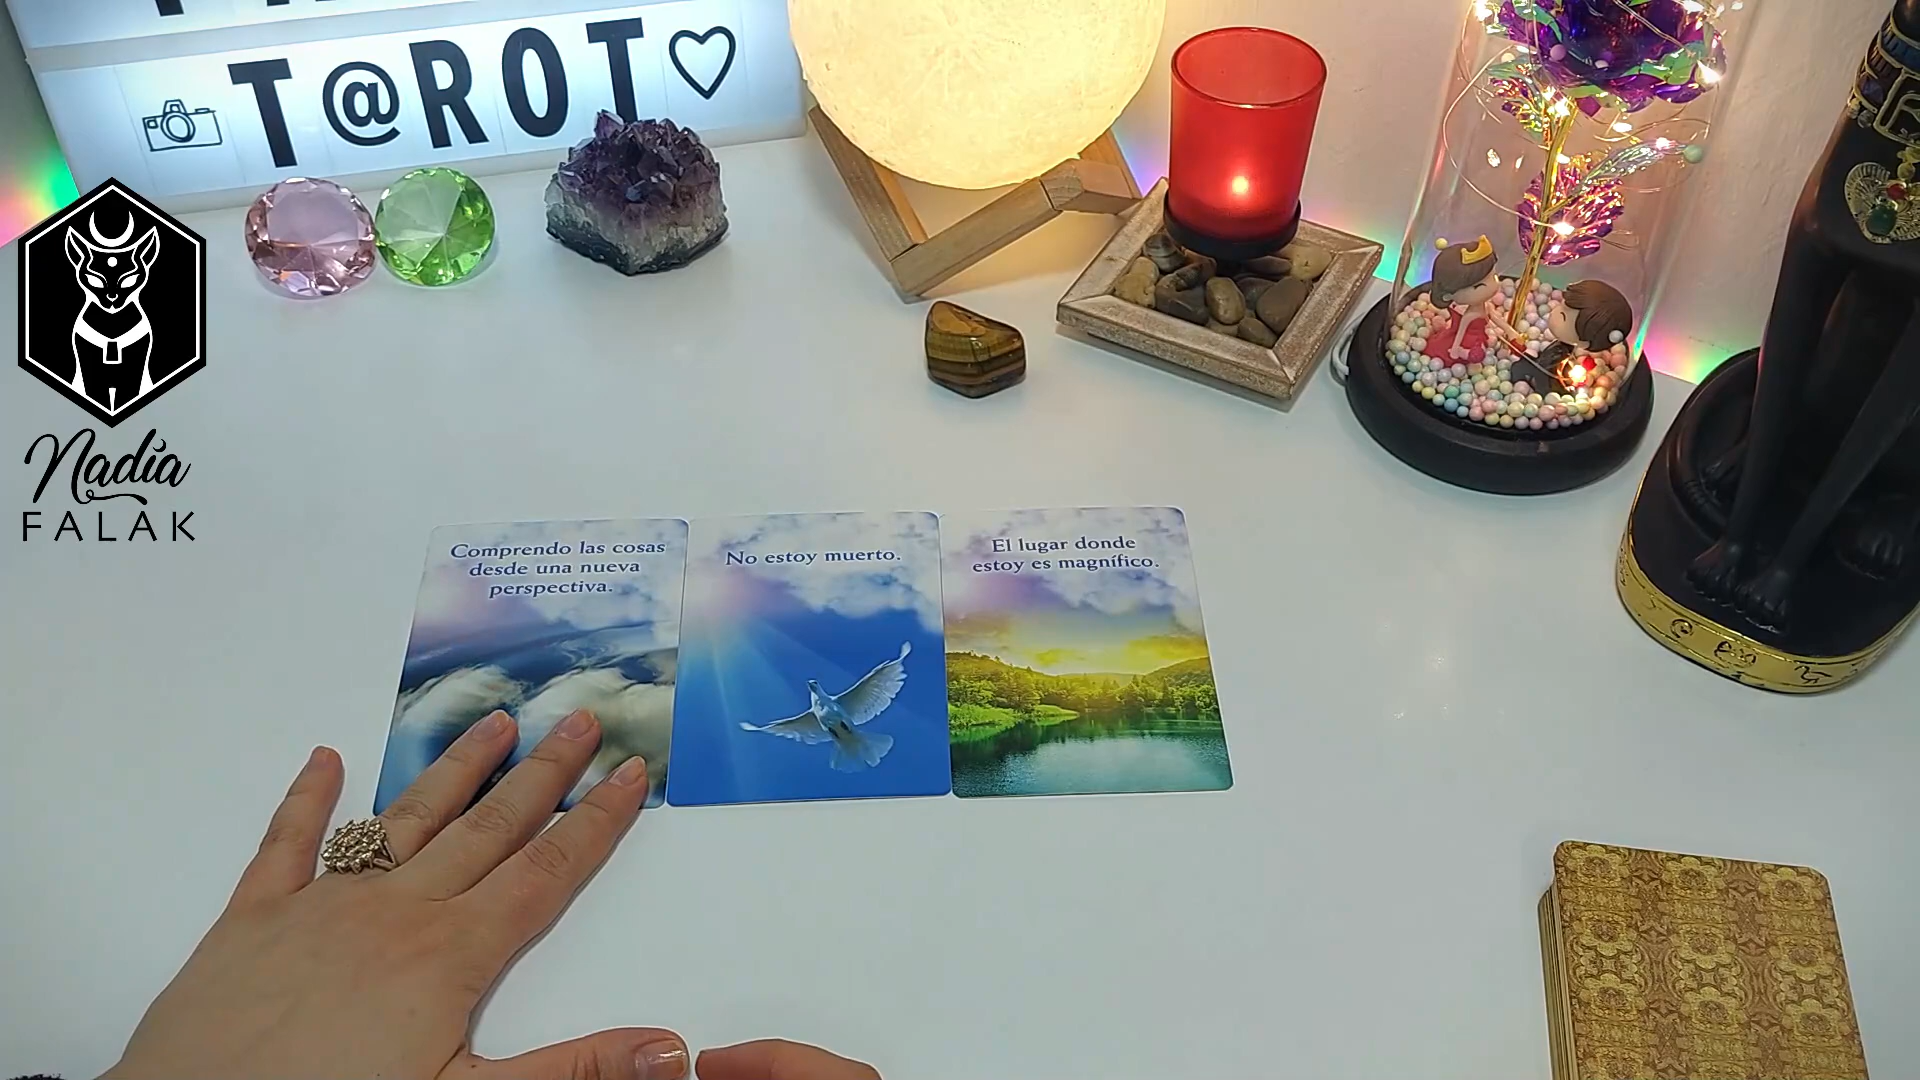 T@ROT♡
Nadia
FALAK
Comprendo las cosas
desde una nueva
perspectiva.
No estoy muerto.
El lugar donde
estoy es magnífico.